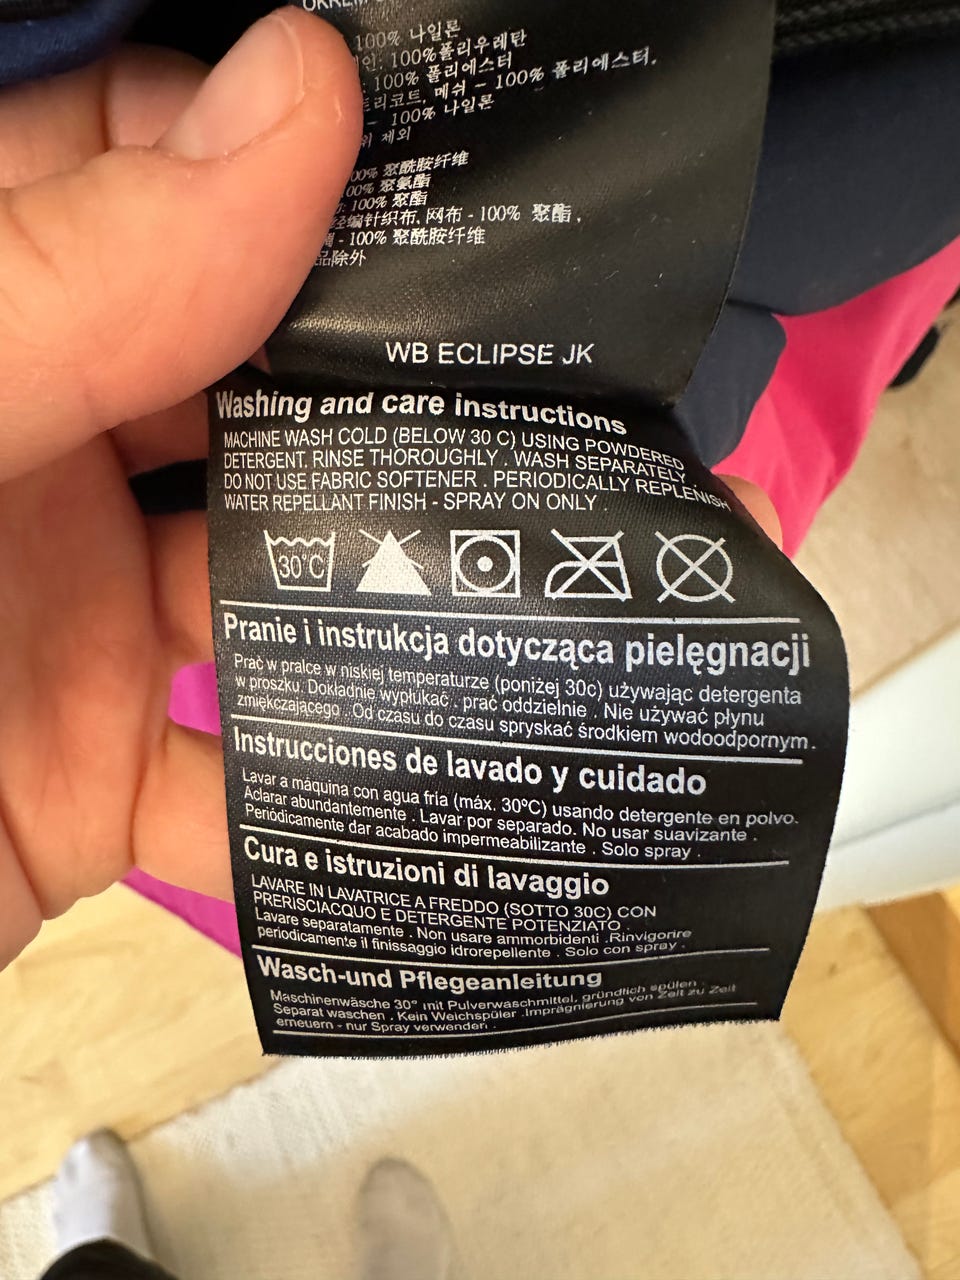 100% 나일론
100%폴리우레탄
: 100% 폴리에스터
트리코트, 메쉬 - 100% 폴리에스터.
- 100% 나일론
제외
00% 聚酰胺纤维
00% 聚氨酯
: 100% 聚酯
经编针织布, 网布 - 100% 聚酯 ,
- 100% 聚酰胺纤维
品除外
WB ECLIPSE JK
Washing and care instructions
MACHINE WASH COLD (BELOW 30 C) USING POWDERED
DETERGENT. RINSE THOROUGHLY . WASH SEPARATELY .
DO NOT USE FABRIC SOFTENER . PERIODICALLY REPLENISH
WATER REPELLANT FINISH - SPRAY ON ONLY .
30°C
Pranie i instrukcja dotycząca pielęgnacji
Prać w pralce w niskiej temperaturze (poniżej 30c) używając detergenta
w proszku. Dokładnie wypłukać . prać oddzielnie . Nie używać płynu
zmiękczającego . Od czasu do czasu spryskać środkiem wodoodpornym .
Instrucciones de lavado y cuidado
Lavar a máquina con agua fría (máx. 30ºC) usando detergente en polvo.
Aclarar abundantemente . Lavar por separado. No usar suavizante .
Periódicamente dar acabado impermeabilizante . Solo spray .
Cura e istruzioni di lavaggio
LAVARE IN LAVATRICE A FREDDO (SOTTO 30C) CON
PRERISCIACQUO E DETERGENTE POTENZIATO .
Lavare separatamente . Non usare ammorbidenti .Rinvigorire
periodicamente il finissaggio idrorepellente . Solo con spray .
Wasch-und Pflegeanleitung
Maschinenwäsche 30° mit Pulverwaschmittel, gründlich spülen .
Separat waschen . Kein Weichspüler .Imprägnierung von Zeit zu Zeit
erneuern - nur Spray verwenden .